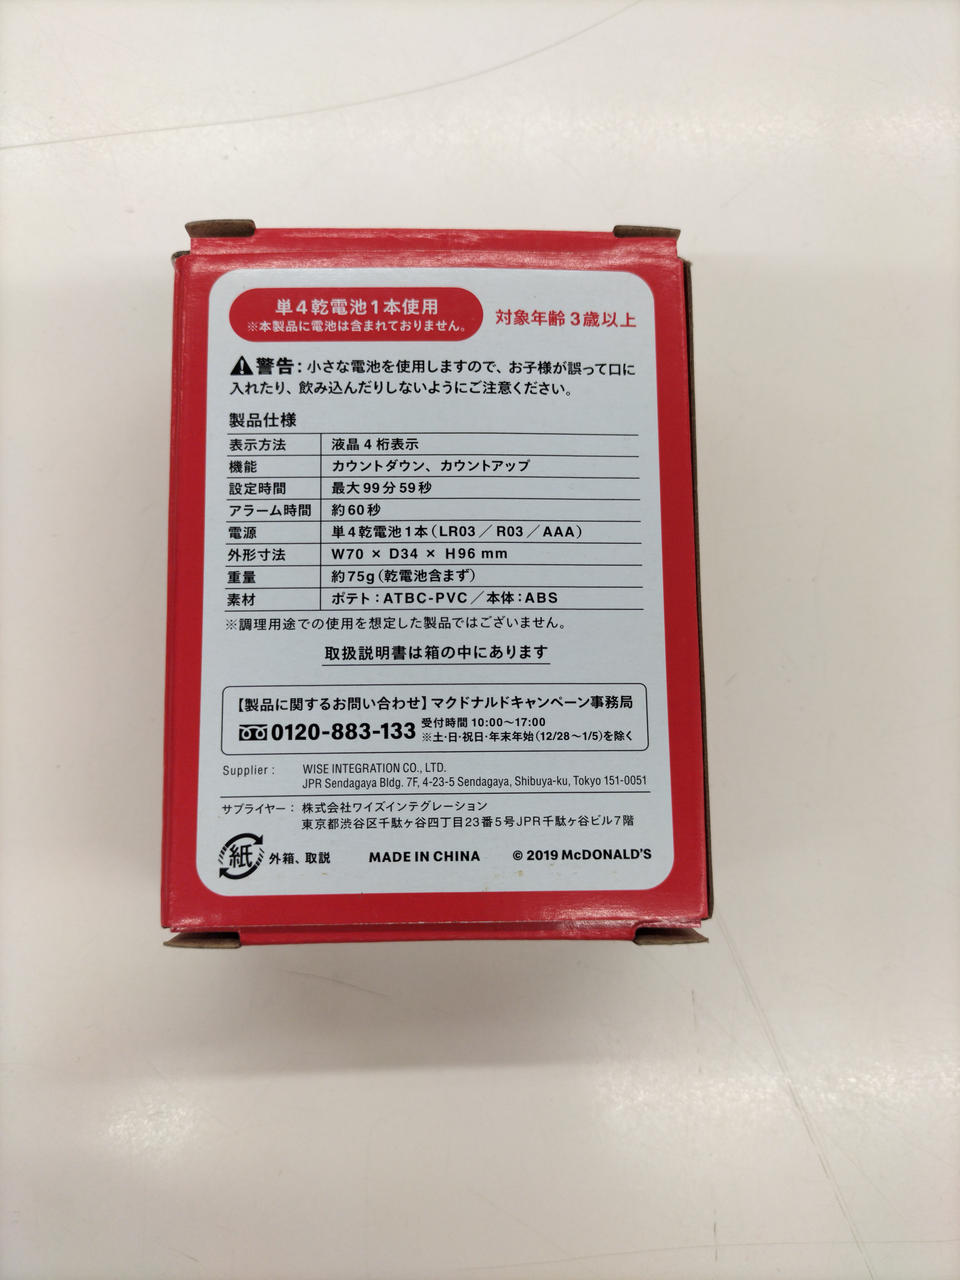 単4乾電池1本使用
※本製品に電池は含まれておりません。
対象年齢3歳以上
警告：小さな電池を使用しますので、お子様が誤って口に
入れたり、飲み込んだりしないようにご注意ください。
製品仕様
表示方法 液晶4桁表示
機能 カウントダウン、カウントアップ
設定時間 最大99分59秒
アラーム時間 約60秒
電源 単4乾電池1本（LR03／R03／AAA）
外形寸法 W70 × D34 × H96 mm
重量 約75g（乾電池含まず）
素材 ポテト：ATBC-PVC／本体：ABS
※調理用途での使用を想定した製品ではございません。
取扱説明書は箱の中にあります
【製品に関するお問い合わせ】マクドナルドキャンペーン事務局
0120-883-133 受付時間 10:00〜17:00
※土・日・祝日・年末年始（12/28〜1/5）を除く
Supplier : WISE INTEGRATION CO., LTD.
JPR Sendagaya Bldg. 7F, 4-23-5 Sendagaya, Shibuya-ku, Tokyo 151-0051
サプライヤー： 株式会社ワイズインテグレーション
東京都渋谷区千駄ヶ谷四丁目23番5号JPR千駄ヶ谷ビル7階
紙 外箱、取説 MADE IN CHINA © 2019 McDONALD'S